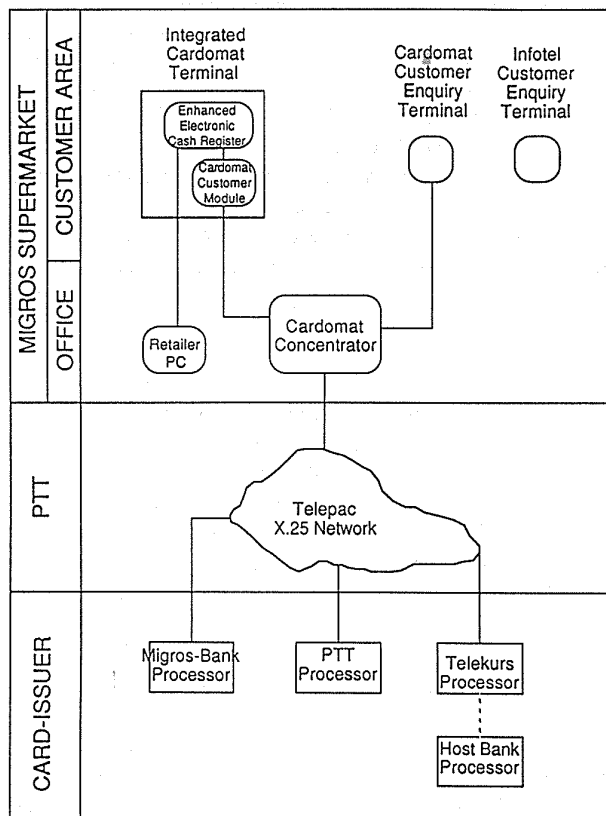 MIGROS SUPERMARKET
CUSTOMER AREA
OFFICE
Integrated
Cardomat
Terminal
Enhanced
Electronic
Cash Register
Cardomat
Customer
Module
Cardomat
Customer
Enquiry
Terminal
Infotel
Customer
Enquiry
Terminal
Retailer
PC
Cardomat
Concentrator
PTT
Telepac
X.25 Network
CARD-ISSUER
Migros-Bank
Processor
PTT
Processor
Telekurs
Processor
Host Bank
Processor